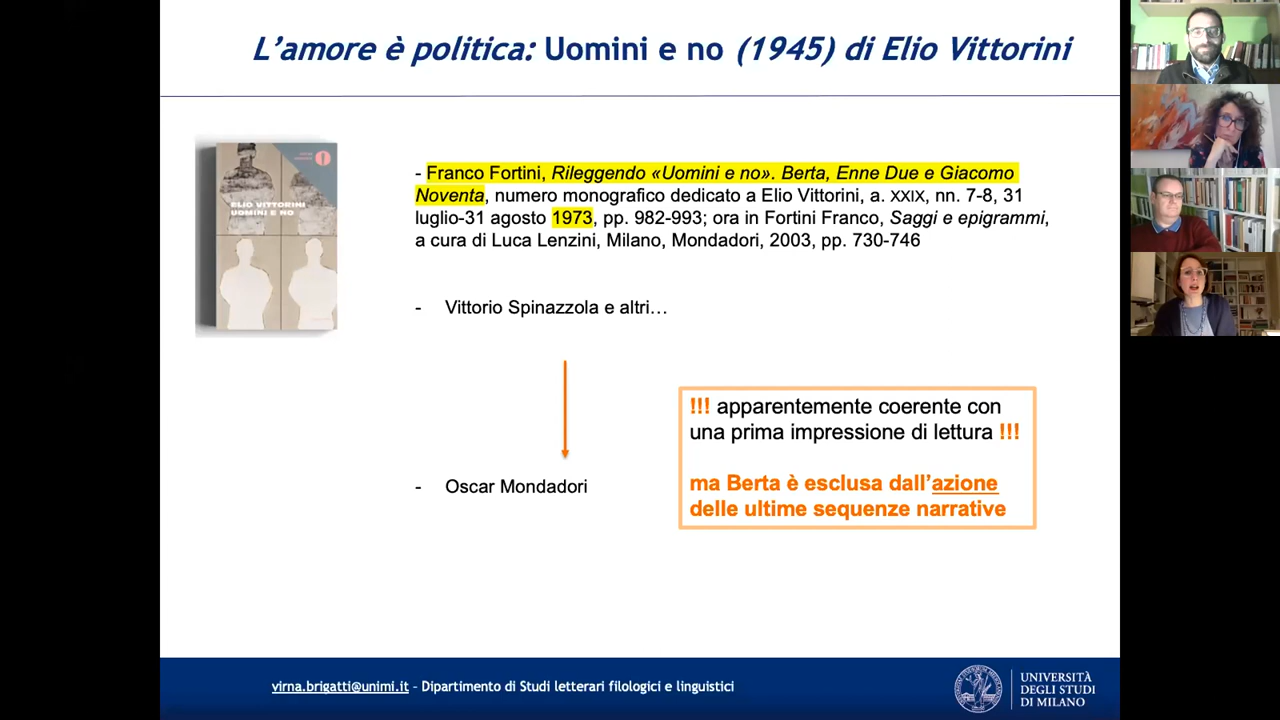 L'amore è politica: Uomini e no (1945) di Elio Vittorini
ELIO VITTORINI
UOMINI E NO
- Franco Fortini, Rileggendo «Uomini e no». Berta, Enne Due e Giacomo
Noventa, numero monografico dedicato a Elio Vittorini, a. XXIX, nn. 7-8, 31
luglio-31 agosto 1973, pp. 982-993; ora in Fortini Franco, Saggi e epigrammi,
a cura di Luca Lenzini, Milano, Mondadori, 2003, pp. 730-746
- Vittorio Spinazzola e altri…
!!! apparentemente coerente con
una prima impressione di lettura !!!
ma Berta è esclusa dall'azione
delle ultime sequenze narrative
- Oscar Mondadori
virna.brigatti@unimi.it – Dipartimento di Studi letterari filologici e linguistici
UNIVERSITÀ
DEGLI STUDI
DI MILANO